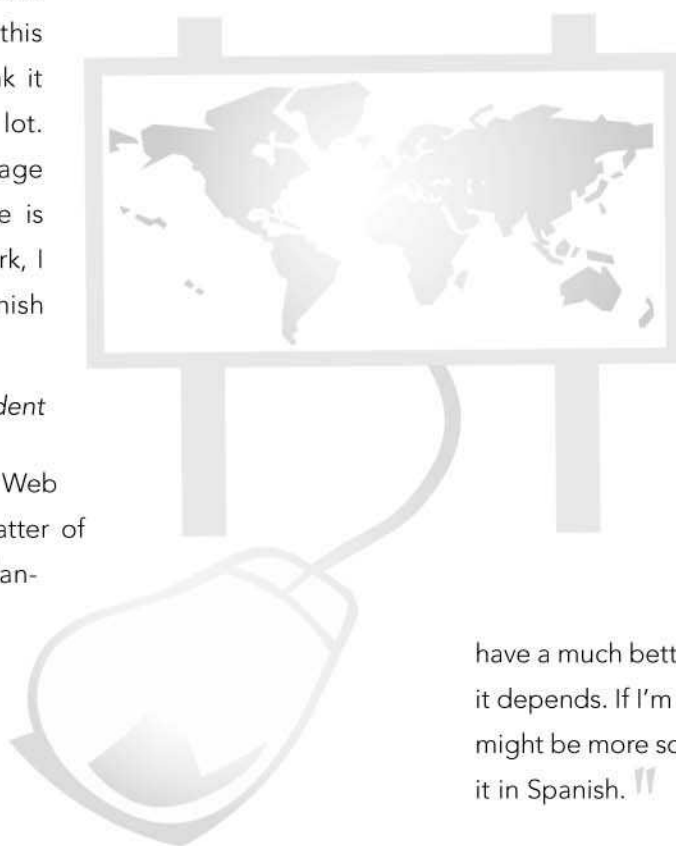 this
k it
lot.
age
e is
rk, I
nish
dent
Web
atter of
an-
have a much bett
it depends. If I'm
might be more so
it in Spanish. "